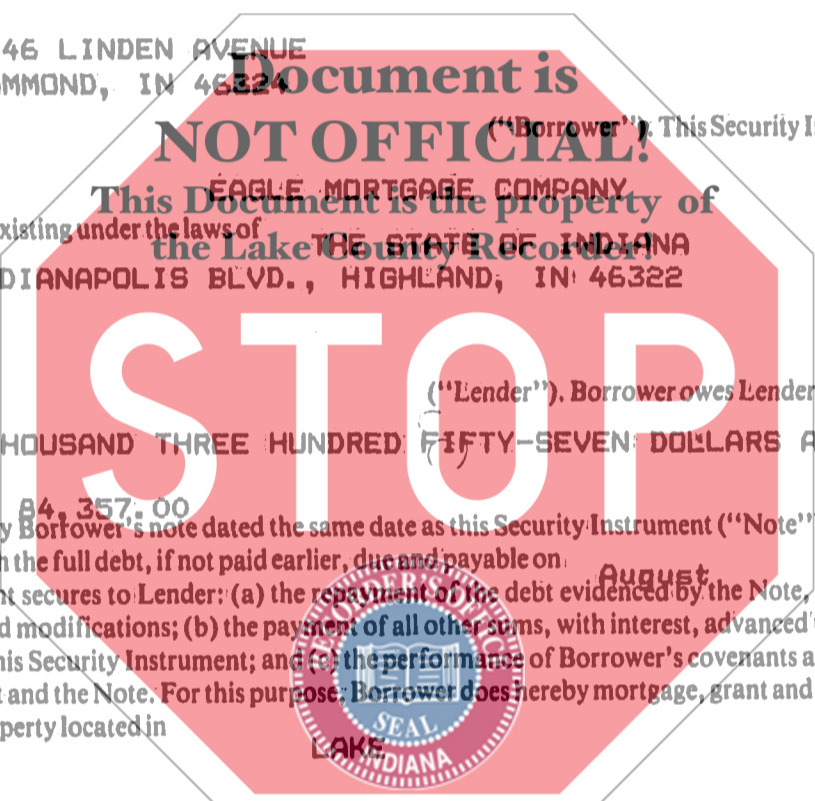 46 LINDEN AVENUE
MMOND, IN 46324
Document is
NOT OFFICIAL!
("Borrower"). This Security I
EAGLE MORTGAGE COMPANY
This Document is the property of
xisting under the laws of THE STATE OF INDIANA
the Lake County Recorder!
DIANAPOLIS BLVD., HIGHLAND, IN 46322
STOP
("Lender"). Borrower owes Lender
HOUSAND THREE HUNDRED FIFTY-SEVEN DOLLARS A
84,357.00
y Borrower's note dated the same date as this Security Instrument ("Note"
h the full debt, if not paid earlier, due and payable on August
nt secures to Lender: (a) the repayment of the debt evidenced by the Note,
d modifications; (b) the payment of all other sums, with interest, advanced
his Security Instrument; and (c) the performance of Borrower's covenants a
t and the Note. For this purpose, Borrower does hereby mortgage, grant and
perty located in LAKE
SEAL
INDIANA